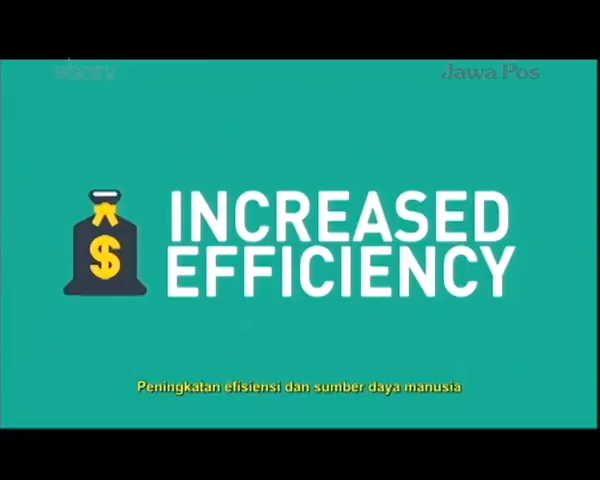 Jawa Pos
$
INCREASED
EFFICIENCY
Peningkatan efisiensi dan sumber daya manusia